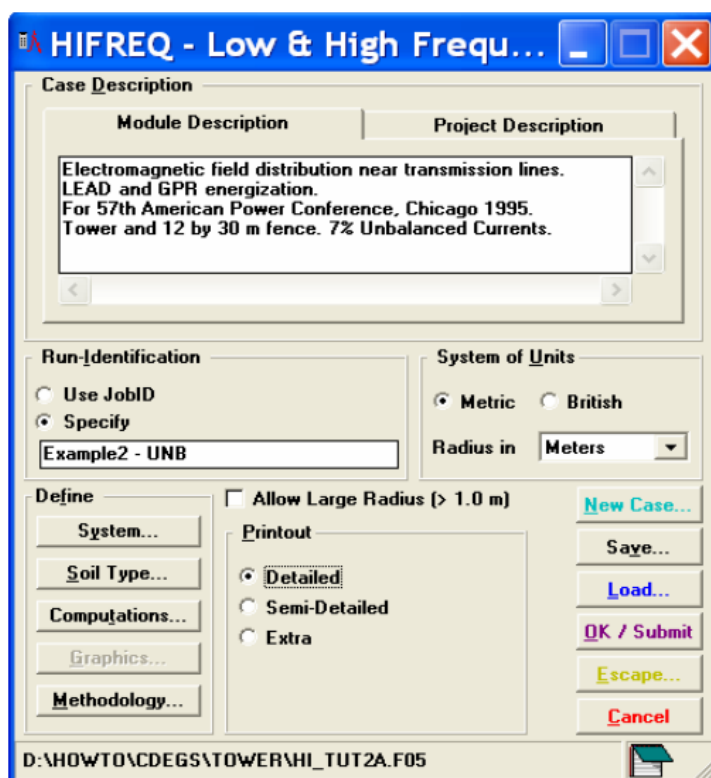 HIFREQ - Low & High Frequ...
Case Description
Module Description
Project Description
Electromagnetic field distribution near transmission lines.
LEAD and GPR energization.
For 57th American Power Conference, Chicago 1995.
Tower and 12 by 30 m fence. 7% Unbalanced Currents.
Run-Identification
Use JobID
Specify
Example2 - UNB
System of Units
Metric British
Radius in Meters
Define
System...
Soil Type...
Computations...
Graphics...
Methodology...
Allow Large Radius (> 1.0 m)
Printout
Detailed
Semi-Detailed
Extra
New Case...
Save...
Load...
OK / Submit
Escape...
Cancel
D:\HOWTO\CDEGS\TOWER\HI_TUT2A.F05